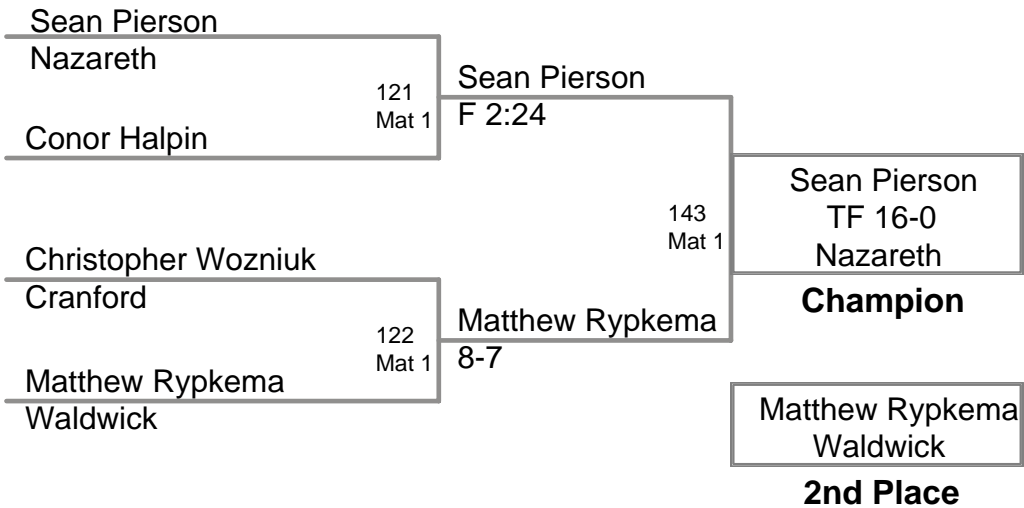 Sean Pierson
Nazareth
121
Mat 1
Conor Halpin
Sean Pierson
F 2:24
Christopher Wozniuk
Cranford
122
Mat 1
Matthew Rypkema
Waldwick
Matthew Rypkema
8-7
143
Mat 1
Sean Pierson
TF 16-0
Nazareth
Champion
Matthew Rypkema
Waldwick
2nd Place